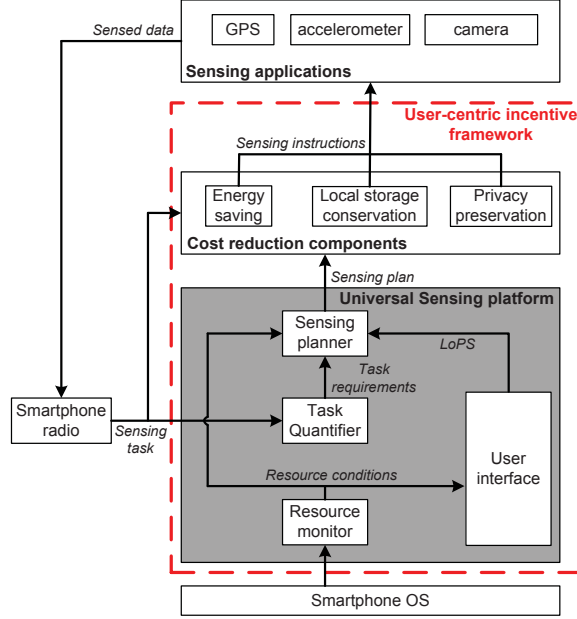 Sensed data
GPS
accelerometer
camera
Sensing applications
User-centric incentive
framework
Sensing instructions
Energy
saving
Local storage
conservation
Privacy
preservation
Cost reduction components
Sensing plan
Universal Sensing platform
Sensing
planner
LoPS
Task
requirements
Smartphone
radio
Sensing
task
Task
Quantifier
User
interface
Resource conditions
Resource
monitor
Smartphone OS